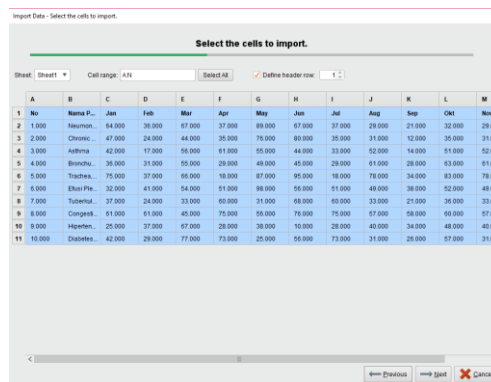 Import Data - Select the cells to import.
Select the cells to import.
Sheet: Sheet1 Cell range: A:N Select All Define header row: 1
A B C D E F G H I J K L M
1 No Nama P... Jan Feb Mar Apr May Jun Jul Aug Sep Okt Nov
2 1.000 Neumon... 64.000 36.000 67.000 37.000 89.000 67.000 37.000 29.000 21.000 32.000
3 2.000 Chronic ... 47.000 24.000 44.000 35.000 76.000 80.000 35.000 31.000 12.000 35.000
4 3.000 Asthma 42.000 17.000 56.000 61.000 55.000 44.000 33.000 52.000 14.000 51.000
5 4.000 Bronchu... 36.000 31.000 55.000 29.000 49.000 45.000 29.000 61.000 28.000 63.000
6 5.000 Trachea,... 75.000 37.000 66.000 18.000 87.000 95.000 18.000 78.000 34.000 83.000
7 6.000 Efusi Ple... 32.000 41.000 54.000 51.000 98.000 56.000 51.000 49.000 38.000 52.000
8 7.000 Tuberkul... 37.000 24.000 33.000 60.000 31.000 68.000 60.000 33.000 21.000 36.000
9 8.000 Congesti... 61.000 61.000 45.000 75.000 56.000 76.000 75.000 57.000 58.000 60.000
10 9.000 Hiperten... 25.000 37.000 67.000 28.000 38.000 10.000 28.000 40.000 34.000 48.000
11 10.000 Diabetes... 42.000 29.000 77.000 73.000 25.000 56.000 73.000 31.000 26.000 57.000
Previous Next Cancel